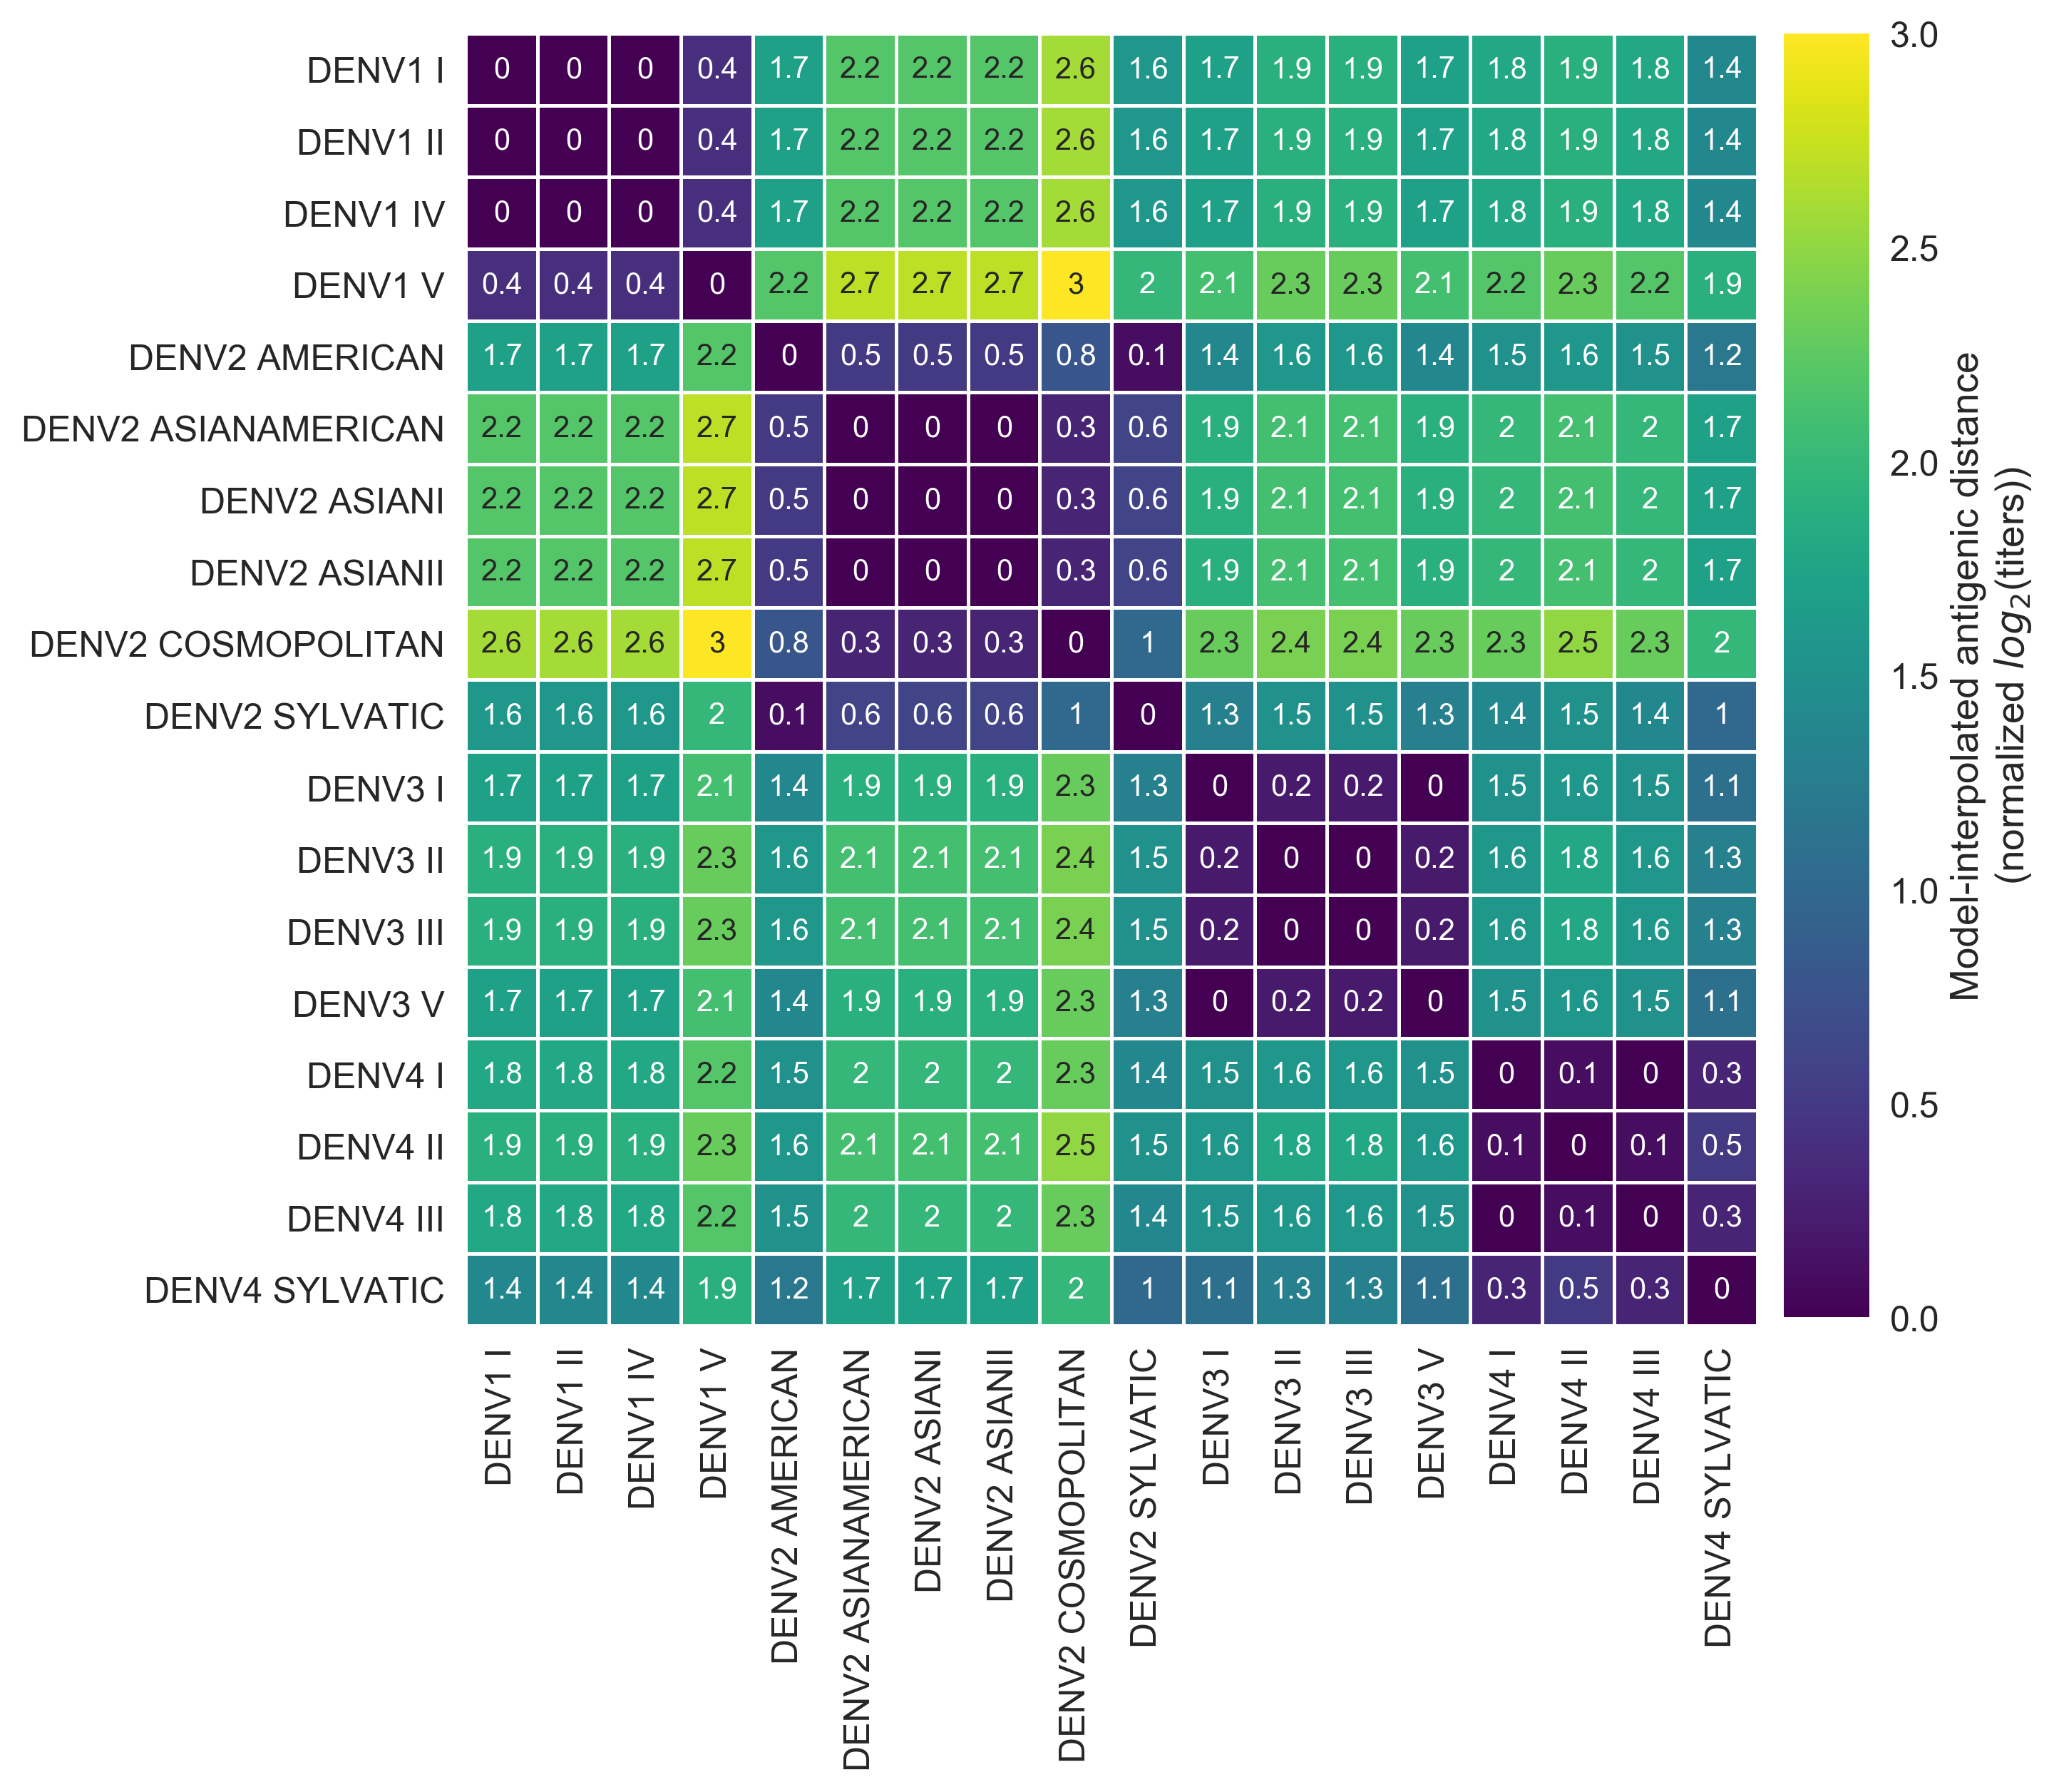 DENV1 I 0 0 0 0.4 1.7 2.2 2.2 2.2 2.6 1.6 1.7 1.9 1.9 1.7 1.8 1.9 1.8 1.4
DENV1 II 0 0 0 0.4 1.7 2.2 2.2 2.2 2.6 1.6 1.7 1.9 1.9 1.7 1.8 1.9 1.8 1.4
DENV1 IV 0 0 0 0.4 1.7 2.2 2.2 2.2 2.6 1.6 1.7 1.9 1.9 1.7 1.8 1.9 1.8 1.4
DENV1 V 0.4 0.4 0.4 0 2.2 2.7 2.7 2.7 3 2 2.1 2.3 2.3 2.1 2.2 2.3 2.2 1.9
DENV2 AMERICAN 1.7 1.7 1.7 2.2 0 0.5 0.5 0.5 0.8 0.1 1.4 1.6 1.6 1.4 1.5 1.6 1.5 1.2
DENV2 ASIANAMERICAN 2.2 2.2 2.2 2.7 0.5 0 0 0 0.3 0.6 1.9 2.1 2.1 1.9 2 2.1 2 1.7
DENV2 ASIANI 2.2 2.2 2.2 2.7 0.5 0 0 0 0.3 0.6 1.9 2.1 2.1 1.9 2 2.1 2 1.7
DENV2 ASIANII 2.2 2.2 2.2 2.7 0.5 0 0 0 0.3 0.6 1.9 2.1 2.1 1.9 2 2.1 2 1.7
DENV2 COSMOPOLITAN 2.6 2.6 2.6 3 0.8 0.3 0.3 0.3 0 1 2.3 2.4 2.4 2.3 2.3 2.5 2.3 2
DENV2 SYLVATIC 1.6 1.6 1.6 2 0.1 0.6 0.6 0.6 1 0 1.3 1.5 1.5 1.3 1.4 1.5 1.4 1
DENV3 I 1.7 1.7 1.7 2.1 1.4 1.9 1.9 1.9 2.3 1.3 0 0.2 0.2 0 1.5 1.6 1.5 1.1
DENV3 II 1.9 1.9 1.9 2.3 1.6 2.1 2.1 2.1 2.4 1.5 0.2 0 0 0.2 1.6 1.8 1.6 1.3
DENV3 III 1.9 1.9 1.9 2.3 1.6 2.1 2.1 2.1 2.4 1.5 0.2 0 0 0.2 1.6 1.8 1.6 1.3
DENV3 V 1.7 1.7 1.7 2.1 1.4 1.9 1.9 1.9 2.3 1.3 0 0.2 0.2 0 1.5 1.6 1.5 1.1
DENV4 I 1.8 1.8 1.8 2.2 1.5 2 2 2 2.3 1.4 1.5 1.6 1.6 1.5 0 0.1 0 0.3
DENV4 II 1.9 1.9 1.9 2.3 1.6 2.1 2.1 2.1 2.5 1.5 1.6 1.8 1.8 1.6 0.1 0 0.1 0.5
DENV4 III 1.8 1.8 1.8 2.2 1.5 2 2 2 2.3 1.4 1.5 1.6 1.6 1.5 0 0.1 0 0.3
DENV4 SYLVATIC 1.4 1.4 1.4 1.9 1.2 1.7 1.7 1.7 2 1 1.1 1.3 1.3 1.1 0.3 0.5 0.3 0
DENV1 I
DENV1 II
DENV1 IV
DENV1 V
DENV2 AMERICAN
DENV2 ASIANAMERICAN
DENV2 ASIANI
DENV2 ASIANII
DENV2 COSMOPOLITAN
DENV2 SYLVATIC
DENV3 I
DENV3 II
DENV3 III
DENV3 V
DENV4 I
DENV4 II
DENV4 III
DENV4 SYLVATIC
3.0
2.5
2.0
1.5
1.0
0.5
0.0
Model-interpolated antigenic distance
(normalized log₂(titers))